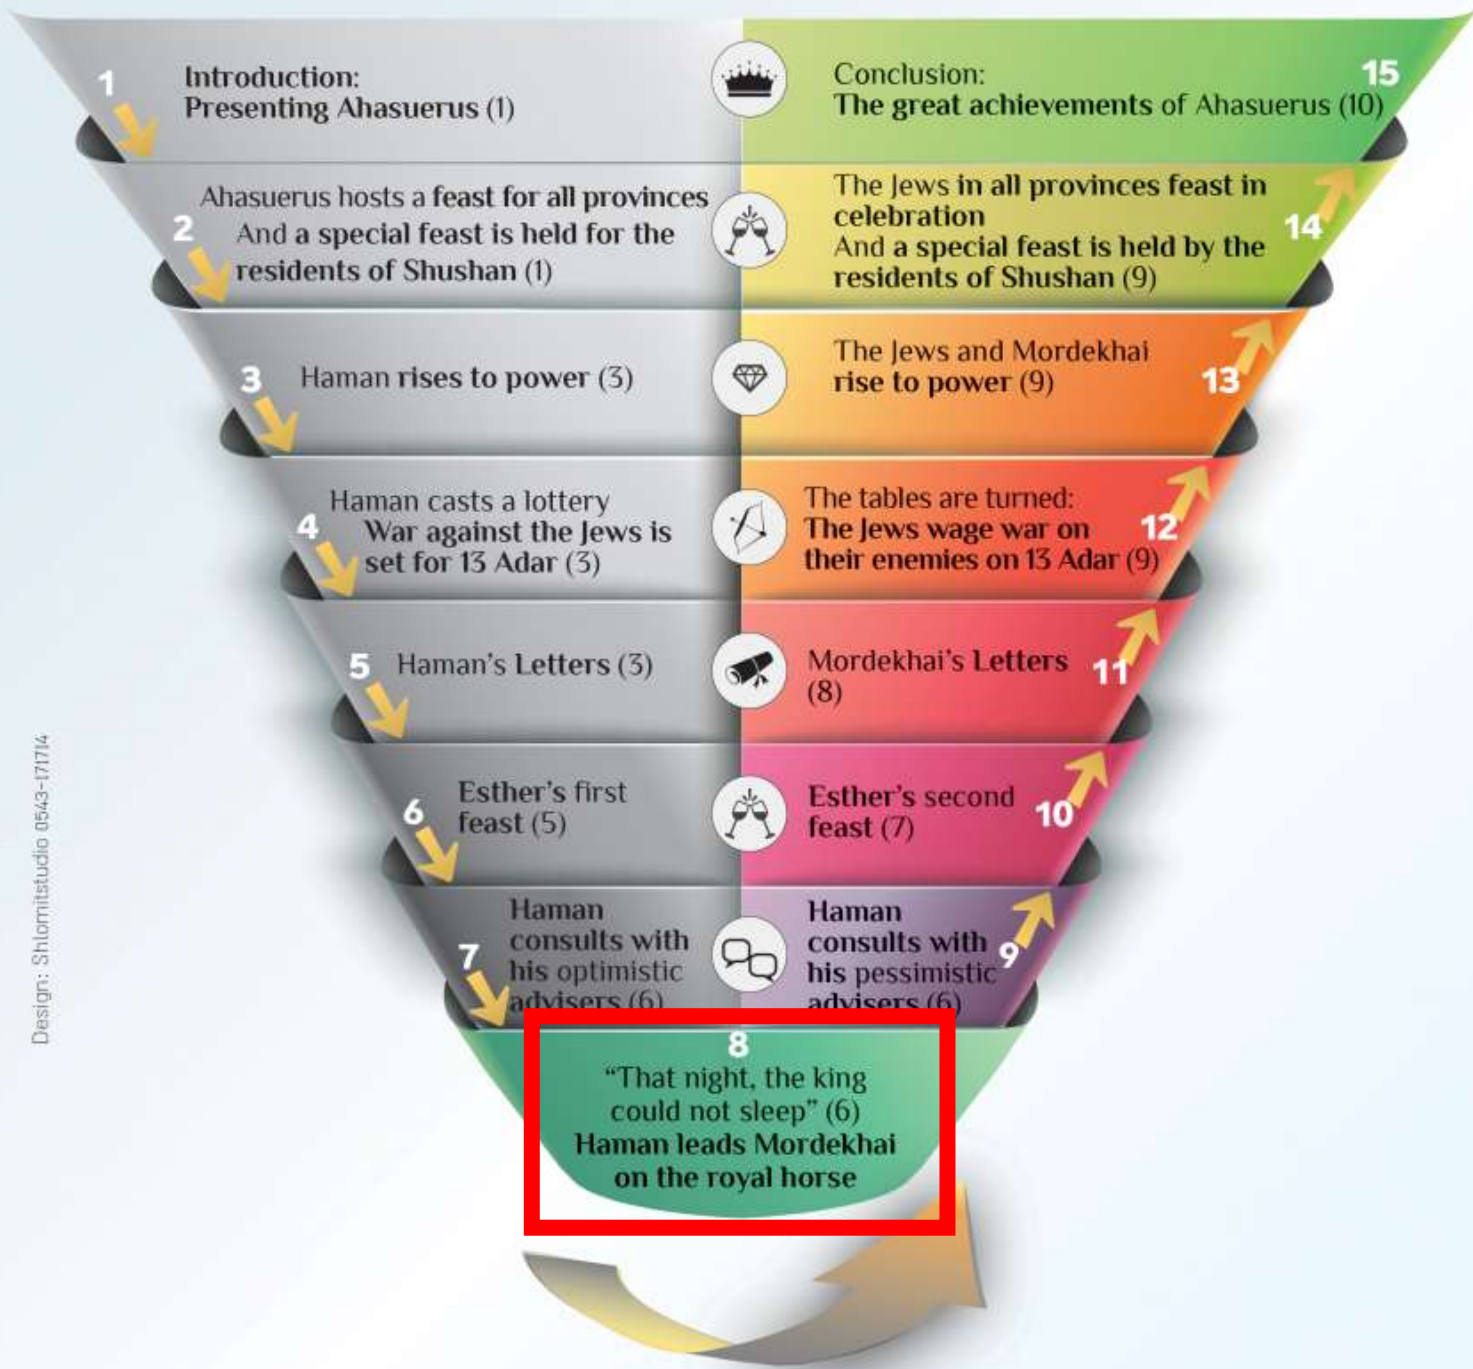 1
Introduction:
Presenting Ahasuerus (1)
2
Ahasuerus hosts a feast for all provinces
And a special feast is held for the
residents of Shushan (1)
3
Haman rises to power (3)
4
Haman casts a lottery
War against the Jews is
set for 13 Adar (3)
5
Haman's Letters (3)
6
Esther's first
feast (5)
7
Haman
consults with
his optimistic
advisers (6)
8
“That night, the king
could not sleep” (6)
Haman leads Mordekhai
on the royal horse
9
Haman
consults with
his pessimistic
advisers (6)
10
Esther's second
feast (7)
11
Mordekhai's Letters
(8)
12
The tables are turned:
The Jews wage war on
their enemies on 13 Adar (9)
13
The Jews and Mordekhai
rise to power (9)
14
The Jews in all provinces feast in
celebration
And a special feast is held by the
residents of Shushan (9)
15
Conclusion:
The great achievements of Ahasuerus (10)
Design: Shlomitstudio 0543-171714